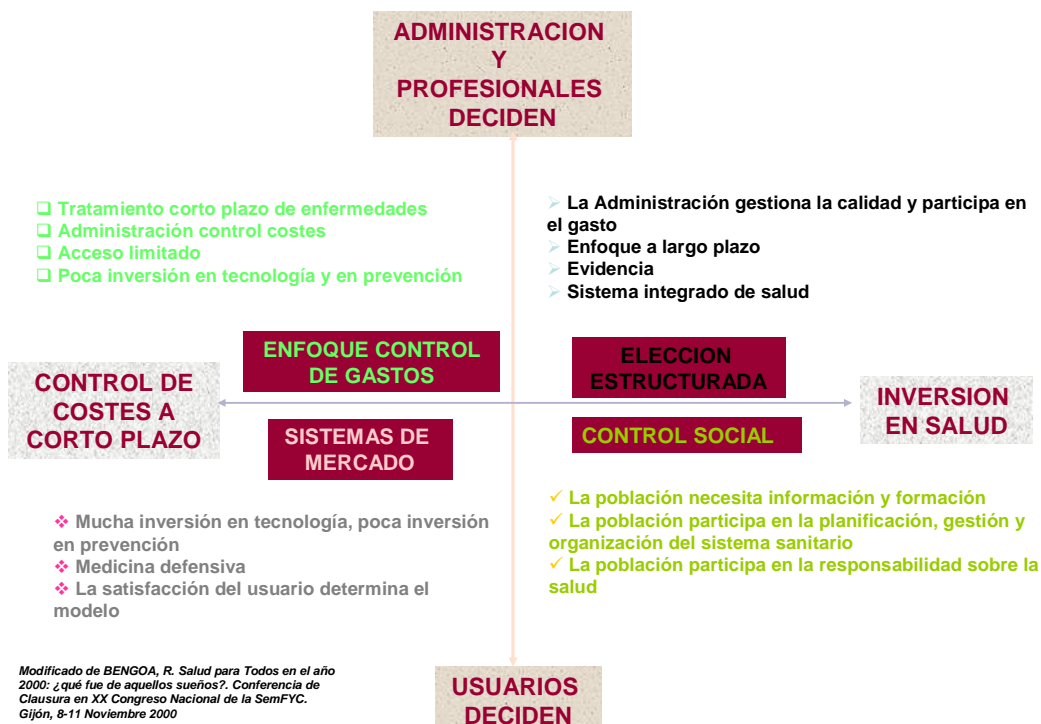 ADMINISTRACION
Y
PROFESIONALES
DECIDEN
❑ Tratamiento corto plazo de enfermedades
❑ Administración control costes
❑ Acceso limitado
❑ Poca inversión en tecnología y en prevención
➢ La Administración gestiona la calidad y participa en
el gasto
➢ Enfoque a largo plazo
➢ Evidencia
➢ Sistema integrado de salud
ENFOQUE CONTROL
DE GASTOS
ELECCION
ESTRUCTURADA
CONTROL DE
COSTES A
CORTO PLAZO
INVERSION
EN SALUD
SISTEMAS DE
MERCADO
CONTROL SOCIAL
❖ Mucha inversión en tecnología, poca inversión
en prevención
❖ Medicina defensiva
❖ La satisfacción del usuario determina el
modelo
✓ La población necesita información y formación
✓ La población participa en la planificación, gestión y
organización del sistema sanitario
✓ La población participa en la responsabilidad sobre la
salud
Modificado de BENGOA, R. Salud para Todos en el año
2000: ¿qué fue de aquellos sueños?. Conferencia de
Clausura en XX Congreso Nacional de la SemFYC.
Gijón, 8-11 Noviembre 2000
USUARIOS
DECIDEN